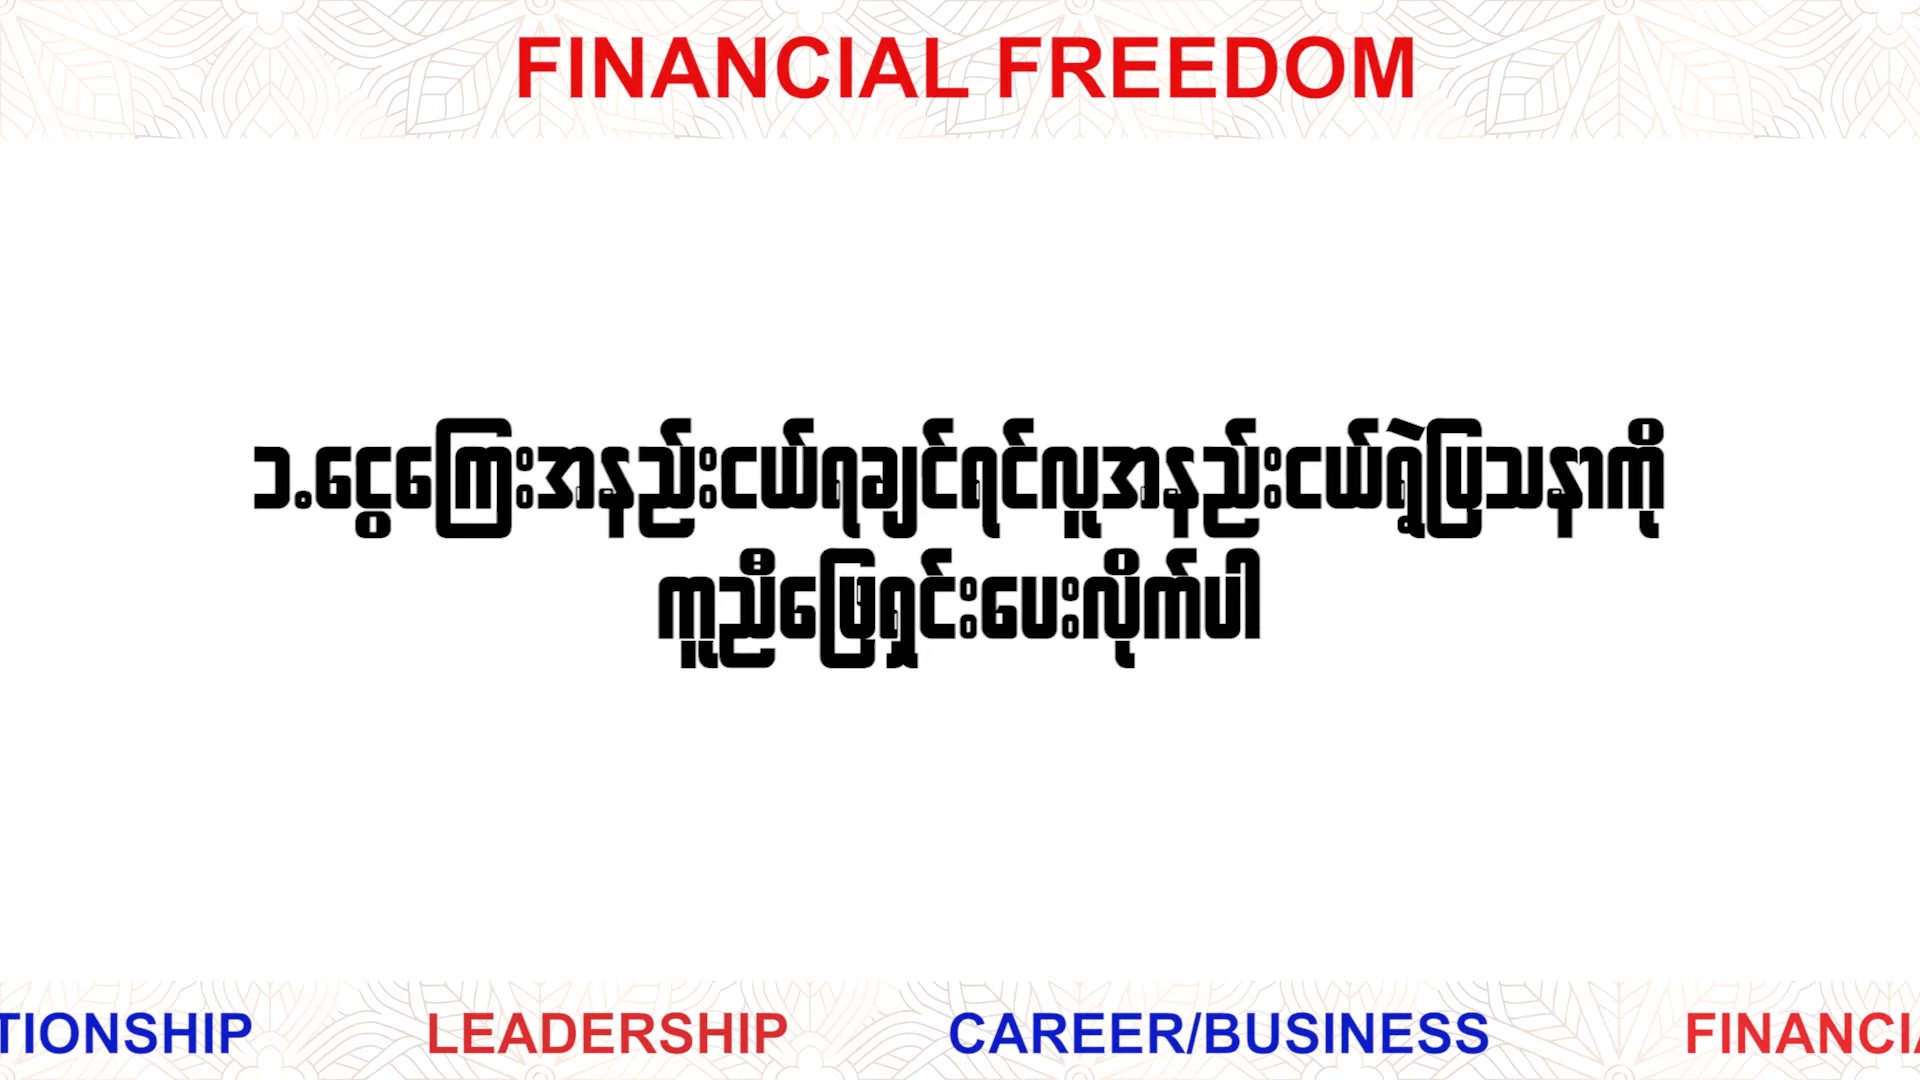 FINANCIAL FREEDOM
၁.ငွေကြေးအနည်းငယ်ရချင်ရင်လူအနည်းငယ်ရဲ့ပြသနာကို
ကူညီဖြေရှင်းပေးလိုက်ပါ
TIONSHIP LEADERSHIP CAREER/BUSINESS FINANCIA